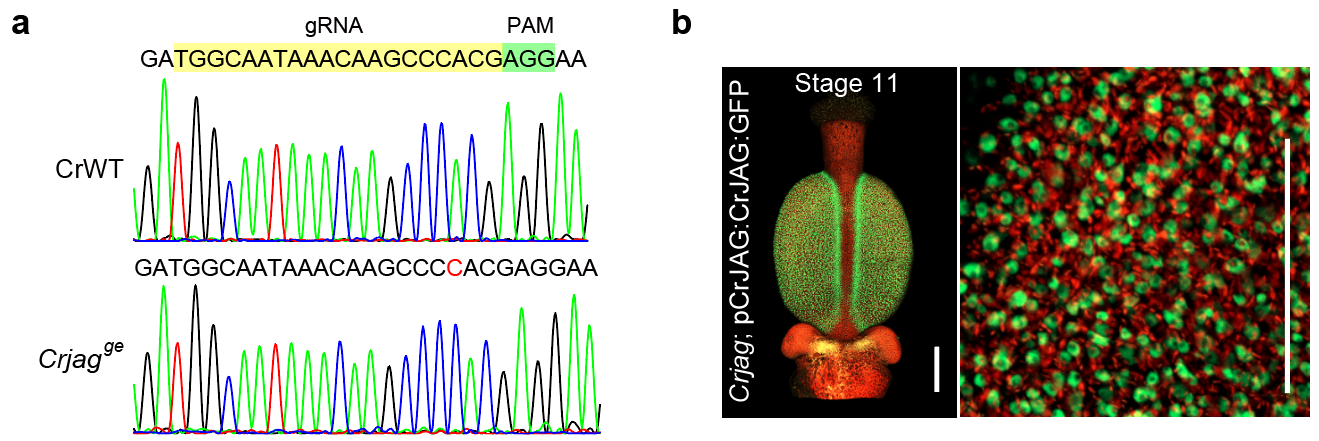 a
gRNA PAM
GATGGCAATAAACAAGCCCACGAGGAA
CrWT
GATGGCAATAAACAAGCCCCACGAGGAA
Crjag^ge
b
Crjag; pCrJAG:CrJAG:GFP
Stage 11